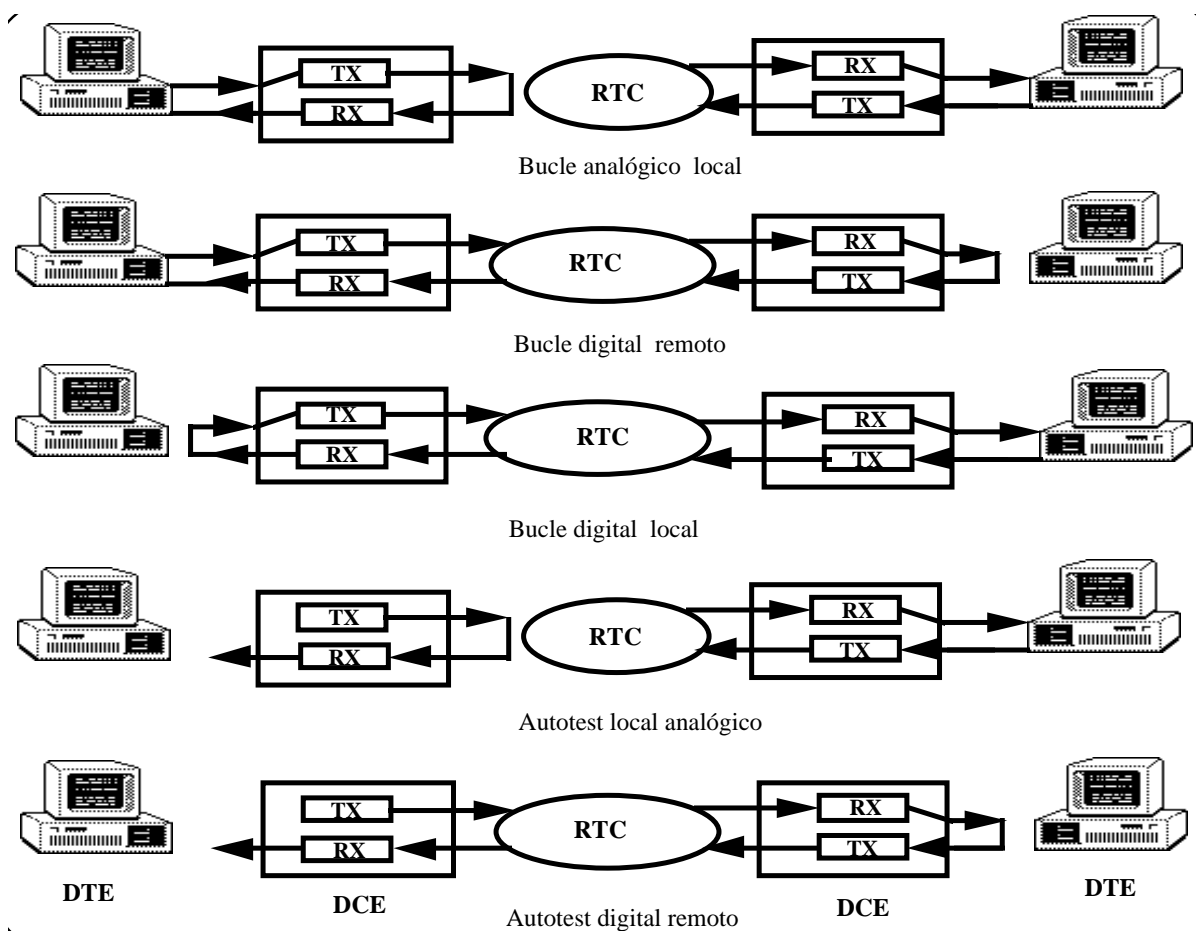 TX
RX
RTC
RX
TX
Bucle analógico local
TX
RX
RTC
RX
TX
Bucle digital remoto
TX
RX
RTC
RX
TX
Bucle digital local
TX
RX
RTC
RX
TX
Autotest local analógico
TX
RX
RTC
RX
TX
DTE
DCE
DCE
DTE
Autotest digital remoto